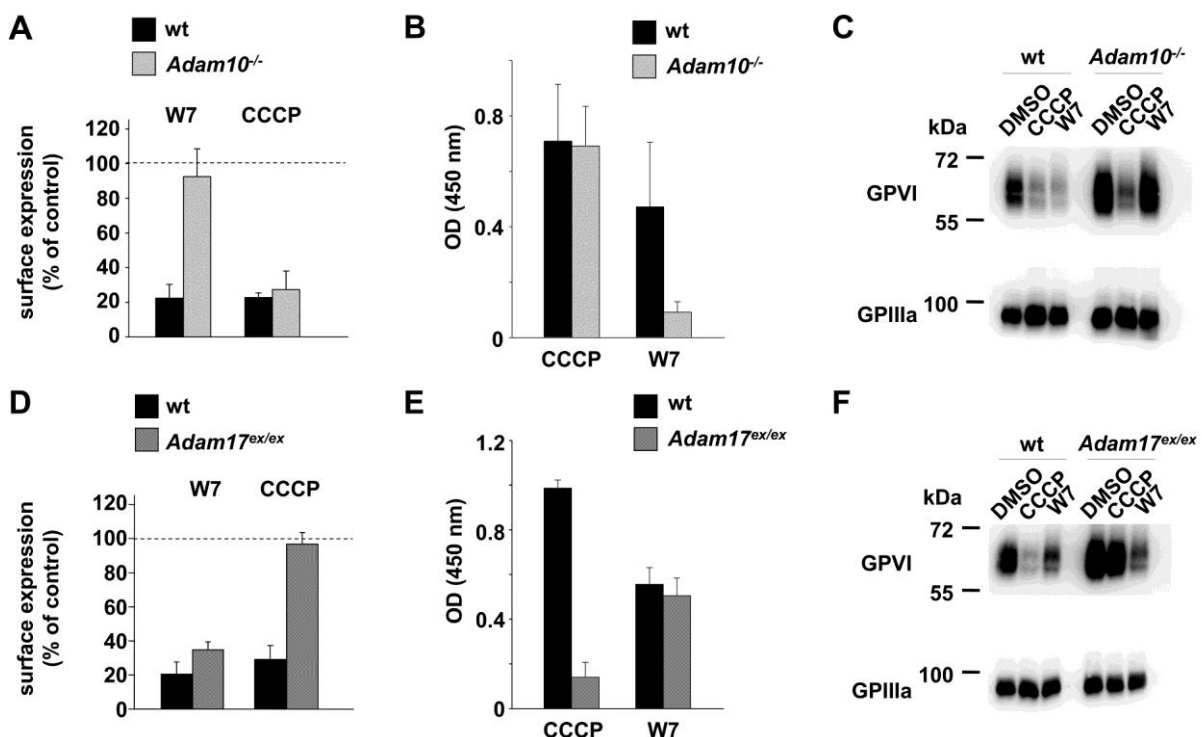 A
wt
Adam10-/-
W7 CCCP
120
100
80
60
40
20
0
surface expression
(% of control)
B
wt
Adam10-/-
0.8
0.4
0
OD (450 nm)
CCCP W7
C
wt Adam10-/-
DMSO CCCP W7 DMSO CCCP W7
kDa
72
GPVI
55
100
GPIIIa
D
wt
Adam17ex/ex
W7 CCCP
120
100
80
60
40
20
0
surface expression
(% of control)
E
wt
Adam17ex/ex
1.2
0.8
0.4
0
OD (450 nm)
CCCP W7
F
wt Adam17ex/ex
DMSO CCCP W7 DMSO CCCP W7
kDa
72
GPVI
55
100
GPIIIa